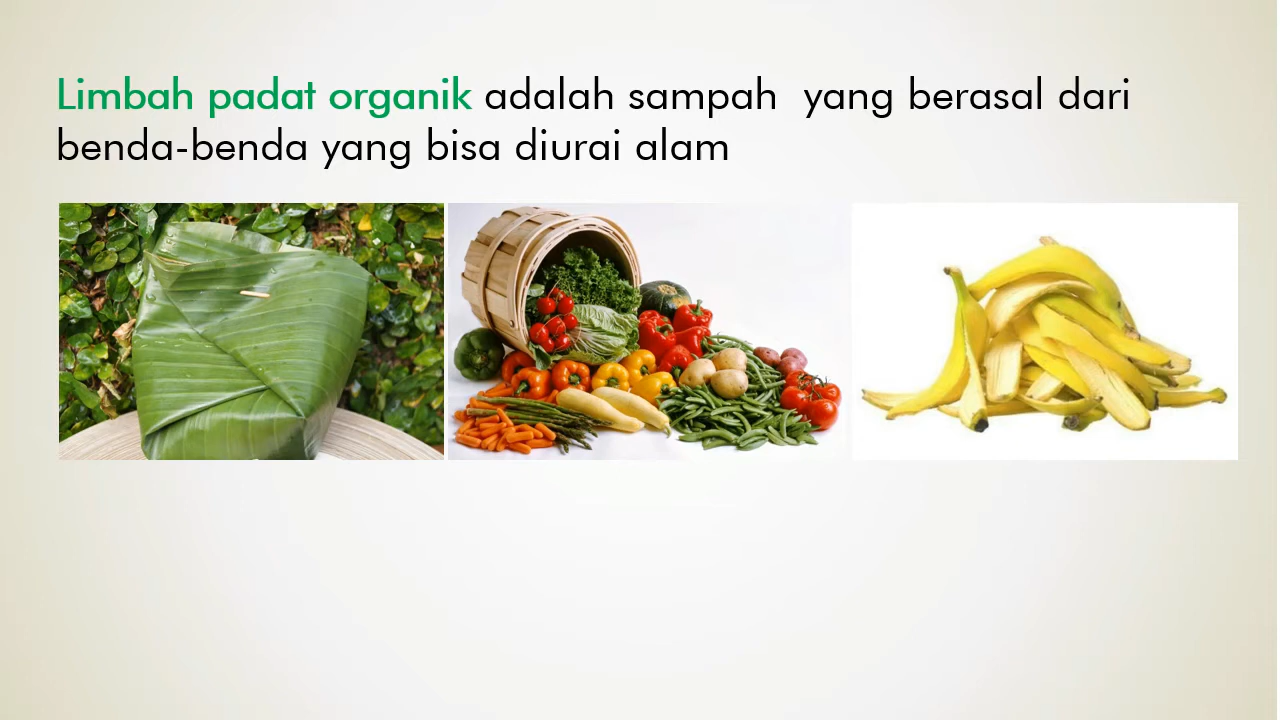 Limbah padat organik adalah sampah  yang berasal dari
benda-benda yang bisa diurai alam